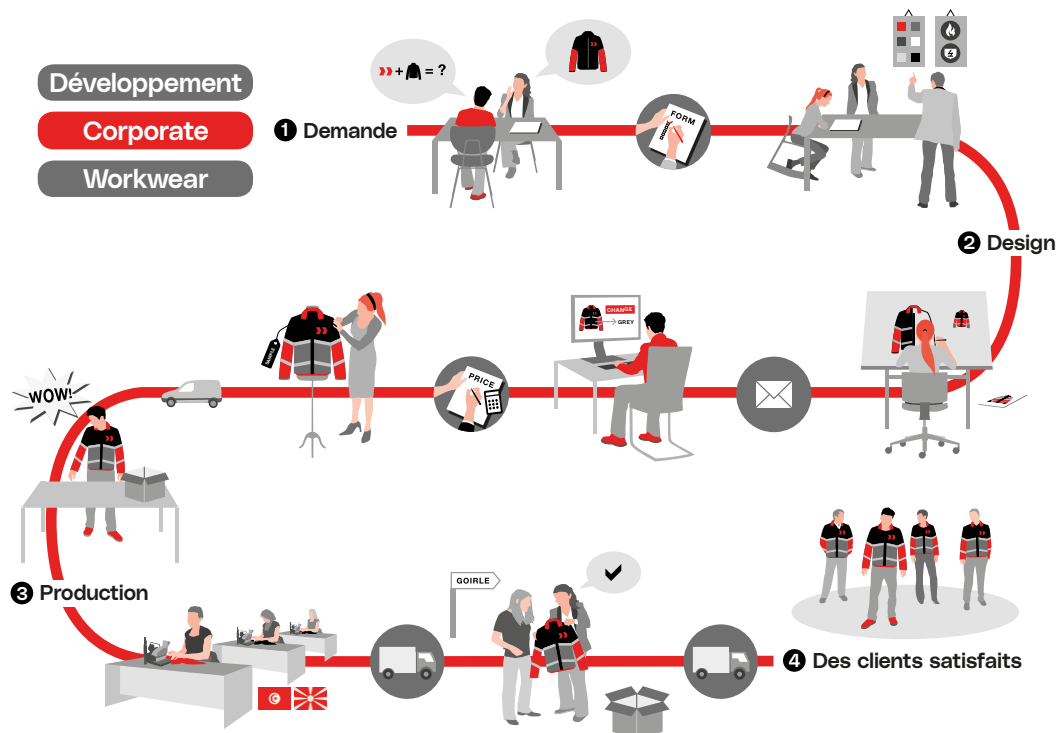 Développement
Corporate
Workwear
+ = ?
1 Demande
FORM
2 Design
CHANGE
GREY
SAMPLE
PRICE
WOW!
3 Production
GOIRLE
4 Des clients satisfaits